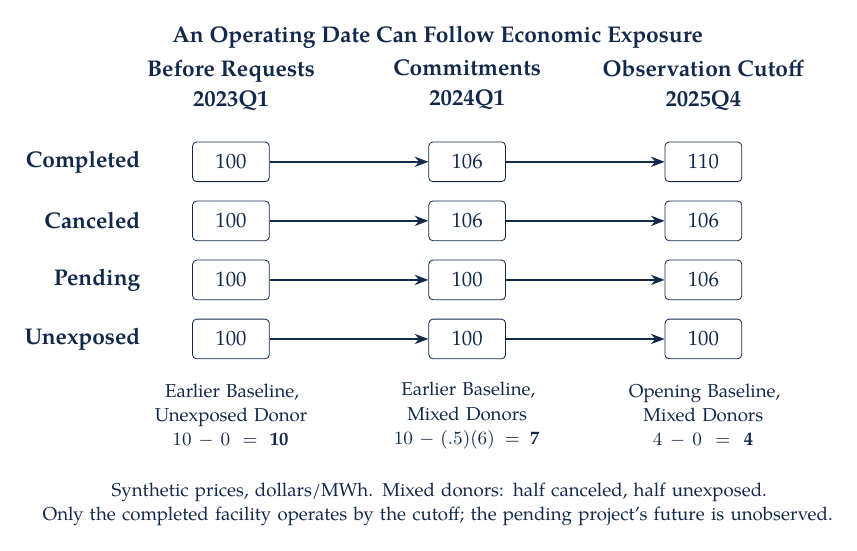 An Operating Date Can Follow Economic Exposure
Before Requests Commitments Observation Cutoff
2023Q1 2024Q1 2025Q4
Completed 100 106 110
Canceled 100 106 106
Pending 100 100 106
Unexposed 100 100 100
Earlier Baseline, Earlier Baseline, Opening Baseline,
Unexposed Donor Mixed Donors Mixed Donors
10 − 0 = 10 10 − (.5)(6) = 7 4 − 0 = 4
Synthetic prices, dollars/MWh. Mixed donors: half canceled, half unexposed.
Only the completed facility operates by the cutoff; the pending project's future is unobserved.